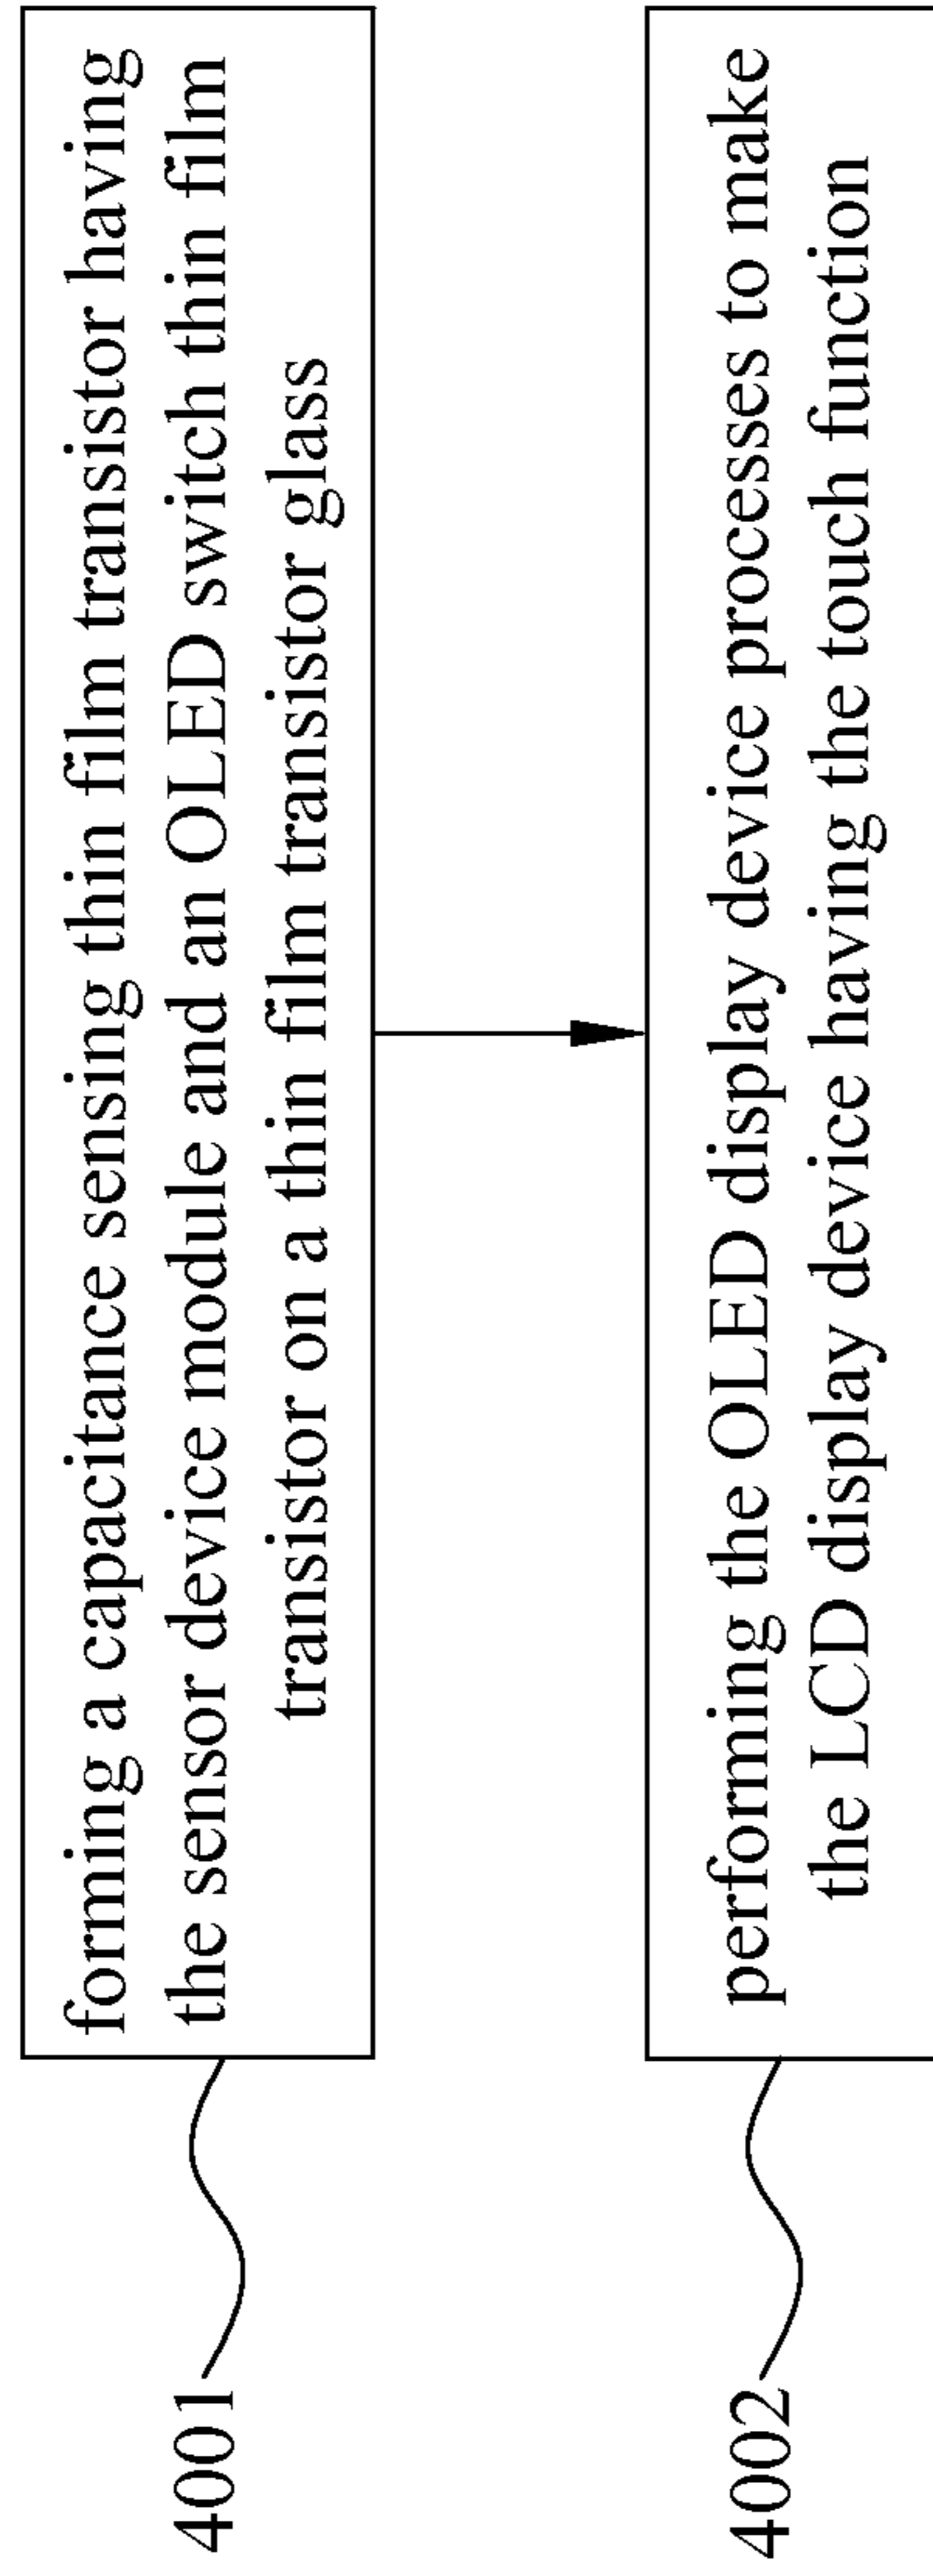 forming a capacitance sensing thin film transistor having
the sensor device module and an OLED switch thin film
transistor on a thin film transistor glass
4001
performing the OLED display device processes to make
the LCD display device having the touch function
4002